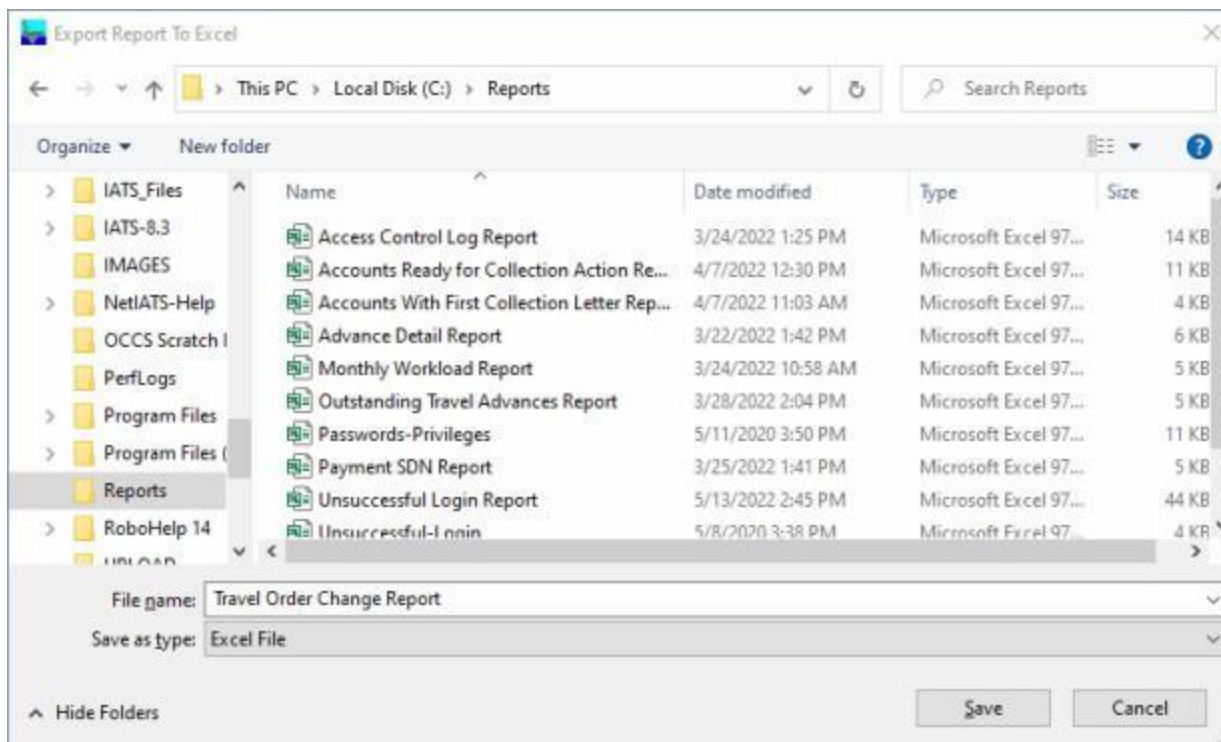 Export Report To Excel
This PC > Local Disk (C:) > Reports
Search Reports
Organize
New folder
IATS_Files
IATS-8.3
IMAGES
NetIATS-Help
OCCS Scratch
PerfLogs
Program Files
Program Files (
Reports
RoboHelp 14
UPLOAD
Name Date modified Type Size
Access Control Log Report 3/24/2022 1:25 PM Microsoft Excel 97... 14 KB
Accounts Ready for Collection Action Re... 4/7/2022 12:30 PM Microsoft Excel 97... 11 KB
Accounts With First Collection Letter Rep... 4/7/2022 11:03 AM Microsoft Excel 97... 4 KB
Advance Detail Report 3/22/2022 1:42 PM Microsoft Excel 97... 6 KB
Monthly Workload Report 3/24/2022 10:58 AM Microsoft Excel 97... 5 KB
Outstanding Travel Advances Report 3/28/2022 2:04 PM Microsoft Excel 97... 5 KB
Passwords-Privileges 5/11/2020 3:50 PM Microsoft Excel 97... 11 KB
Payment SDN Report 3/25/2022 1:41 PM Microsoft Excel 97... 5 KB
Unsuccessful Login Report 5/13/2022 2:45 PM Microsoft Excel 97... 44 KB
Unsuccessful-Login 5/8/2020 3:38 PM Microsoft Excel 97... 4 KB
File name: Travel Order Change Report
Save as type: Excel File
Hide Folders
Save
Cancel